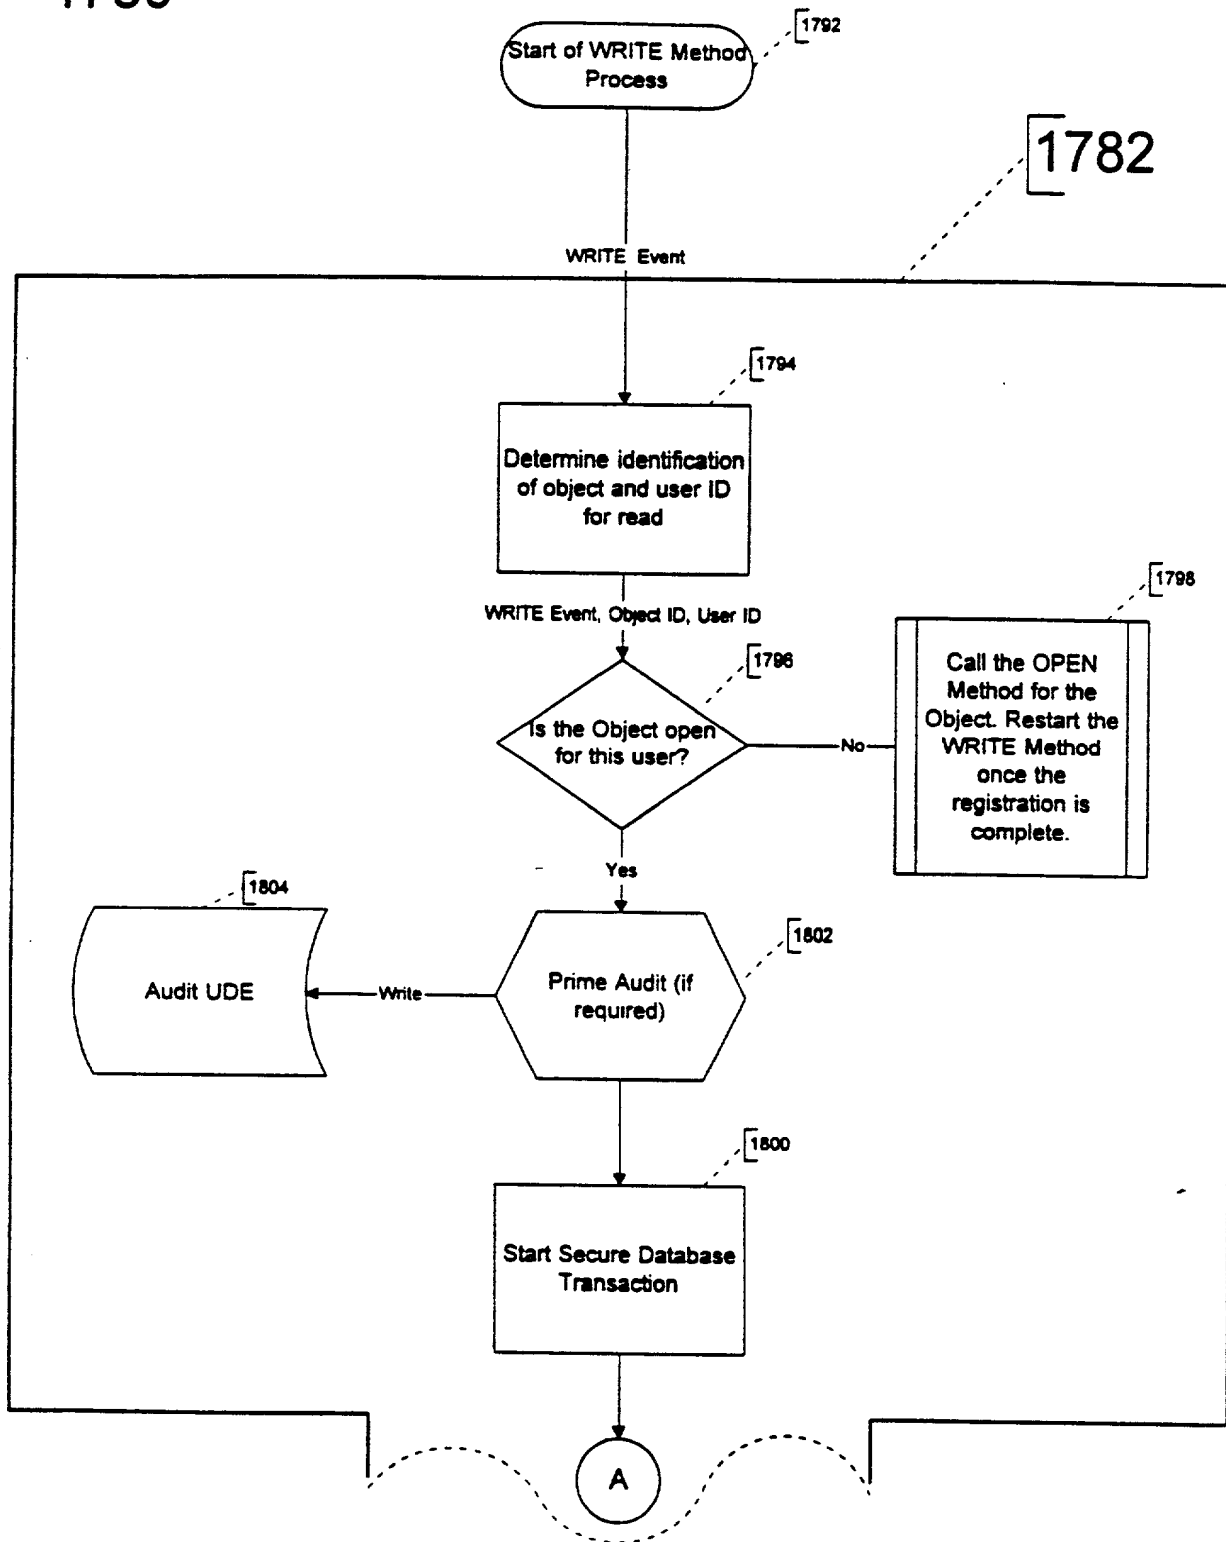 1792
Start of WRITE Method
Process
1782
WRITE Event
1794
Determine identification
of object and user ID
for read
WRITE Event, Object ID, User ID
1798
1796
Is the Object open
for this user?
No
Call the OPEN
Method for the
Object. Restart the
WRITE Method
once the
registration is
complete.
Yes
1804
1802
Audit UDE
Write
Prime Audit (if
required)
1800
Start Secure Database
Transaction
A